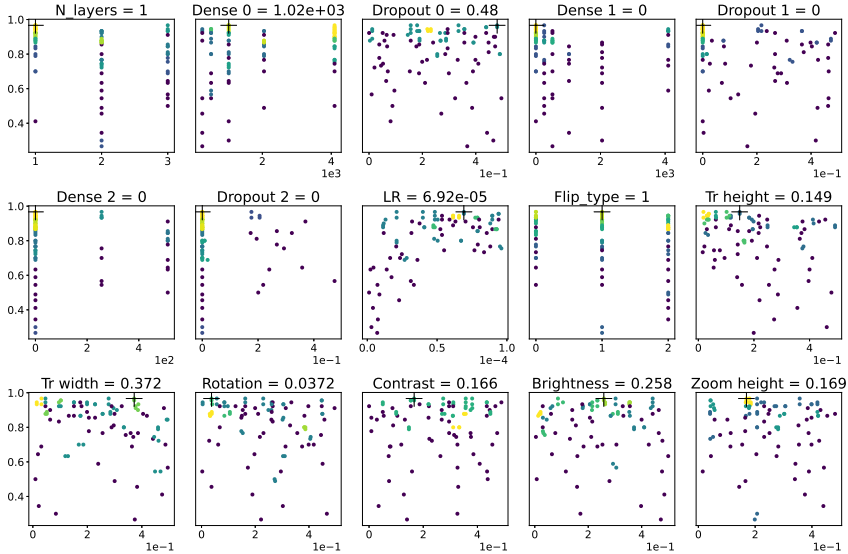 N_layers = 1 Dense 0 = 1.02e+03 Dropout 0 = 0.48 Dense 1 = 0 Dropout 1 = 0
1.0
0.8
0.6
0.4
1 2 3 0 2 4 0 2 4 0 2 4 0 2 4
1e3 1e−1 1e3 1e−1
Dense 2 = 0 Dropout 2 = 0 LR = 6.92e-05 Flip_type = 1 Tr height = 0.149
1.0
0.8
0.6
0.4
0 2 4 0 2 4 0.0 0.5 1.0 0 1 2 0 2 4
1e2 1e−1 1e−4 1e−1
Tr width = 0.372 Rotation = 0.0372 Contrast = 0.166 Brightness = 0.258 Zoom height = 0.169
1.0
0.8
0.6
0.4
0 2 4 0 2 4 0 2 4 0 2 4 0 2 4
1e−1 1e−1 1e−1 1e−1 1e−1